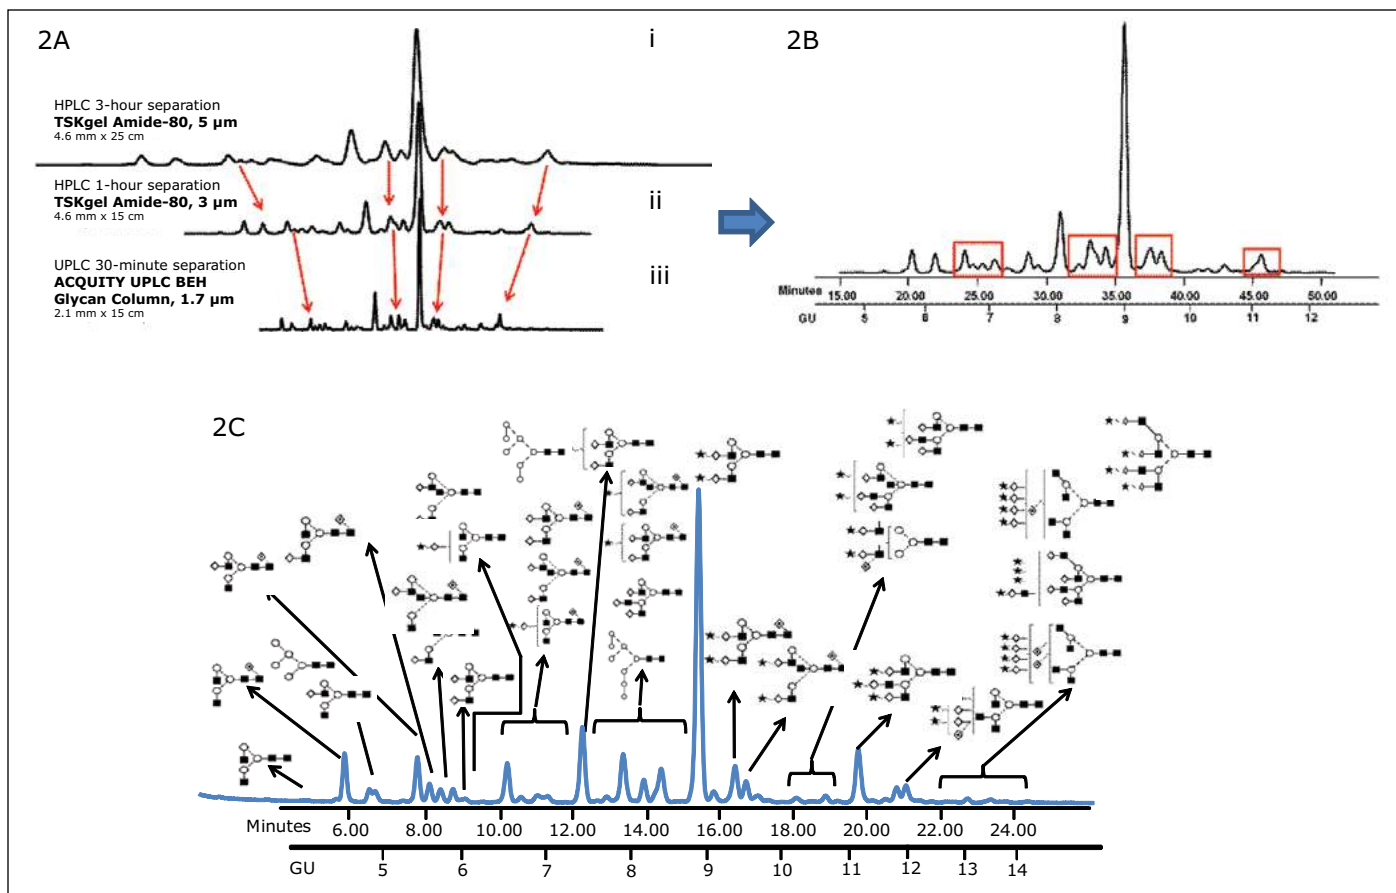 2A
i
HPLC 3-hour separation
TSKgel Amide-80, 5 µm
4.6 mm x 25 cm
HPLC 1-hour separation
TSKgel Amide-80, 3 µm
4.6 mm x 15 cm
ii
UPLC 30-minute separation
ACQUITY UPLC BEH
Glycan Column, 1.7 µm
2.1 mm x 15 cm
iii
2B
Minutes 15.00 20.00 25.00 30.00 35.00 40.00 45.00 50.00
GU 5 6 7 8 9 10 11 12
2C
Minutes 6.00 8.00 10.00 12.00 14.00 16.00 18.00 20.00 22.00 24.00
GU 5 6 7 8 9 10 11 12 13 14